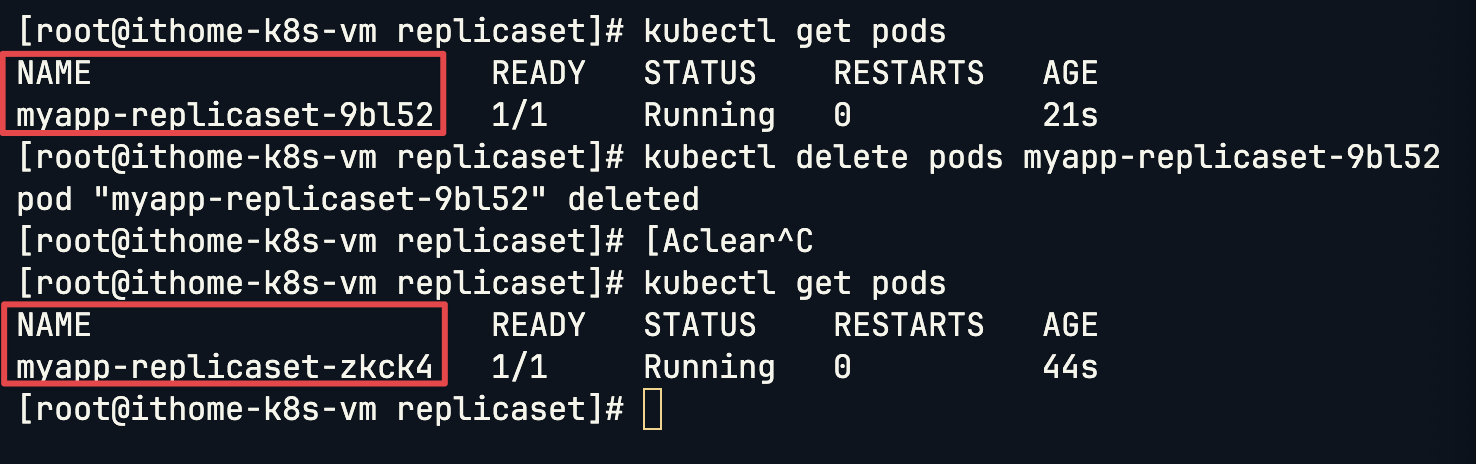 [root@ithome-k8s-vm replicaset]# kubectl get pods
NAME                     READY   STATUS    RESTARTS   AGE
myapp-replicaset-9bl52   1/1     Running   0          21s
[root@ithome-k8s-vm replicaset]# kubectl delete pods myapp-replicaset-9bl52
pod "myapp-replicaset-9bl52" deleted
[root@ithome-k8s-vm replicaset]# [Aclear^C
[root@ithome-k8s-vm replicaset]# kubectl get pods
NAME                     READY   STATUS    RESTARTS   AGE
myapp-replicaset-zkck4   1/1     Running   0          44s
[root@ithome-k8s-vm replicaset]#